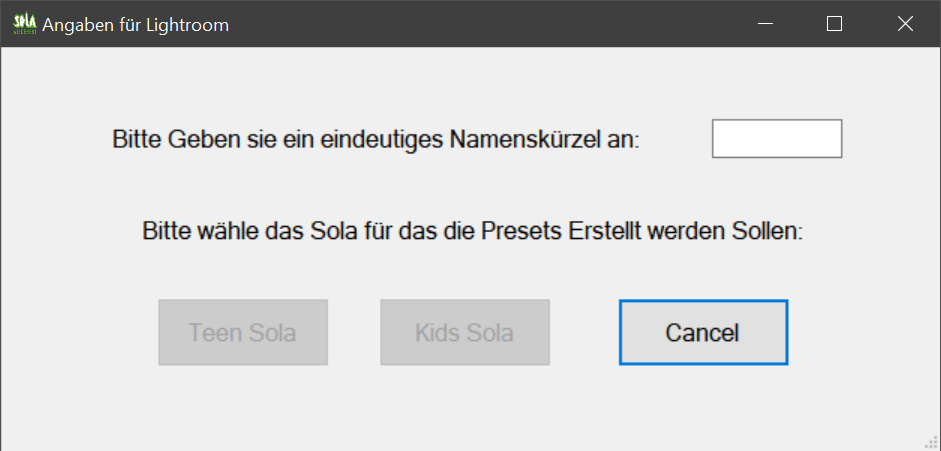 SOLA
Angaben für Lightroom
Bitte Geben sie ein eindeutiges Namenskürzel an:
Bitte wähle das Sola für das die Presets Erstellt werden Sollen:
Teen Sola
Kids Sola
Cancel